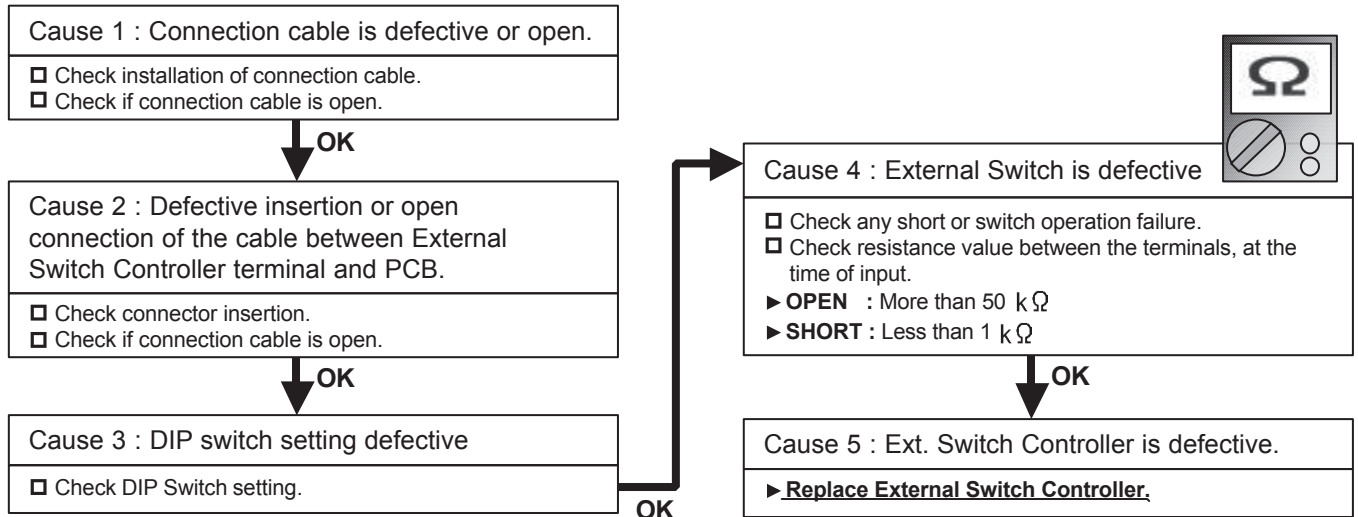 Cause 1 : Connection cable is defective or open.
☐ Check installation of connection cable.
☐ Check if connection cable is open.
OK
Cause 2 : Defective insertion or open
connection of the cable between External
Switch Controller terminal and PCB.
☐ Check connector insertion.
☐ Check if connection cable is open.
OK
Cause 3 : DIP switch setting defective
☐ Check DIP Switch setting.
OK
Ω
Cause 4 : External Switch is defective
☐ Check any short or switch operation failure.
☐ Check resistance value between the terminals, at the
time of input.
►OPEN : More than 50 kΩ
►SHORT : Less than 1 kΩ
OK
Cause 5 : Ext. Switch Controller is defective.
►Replace External Switch Controller.